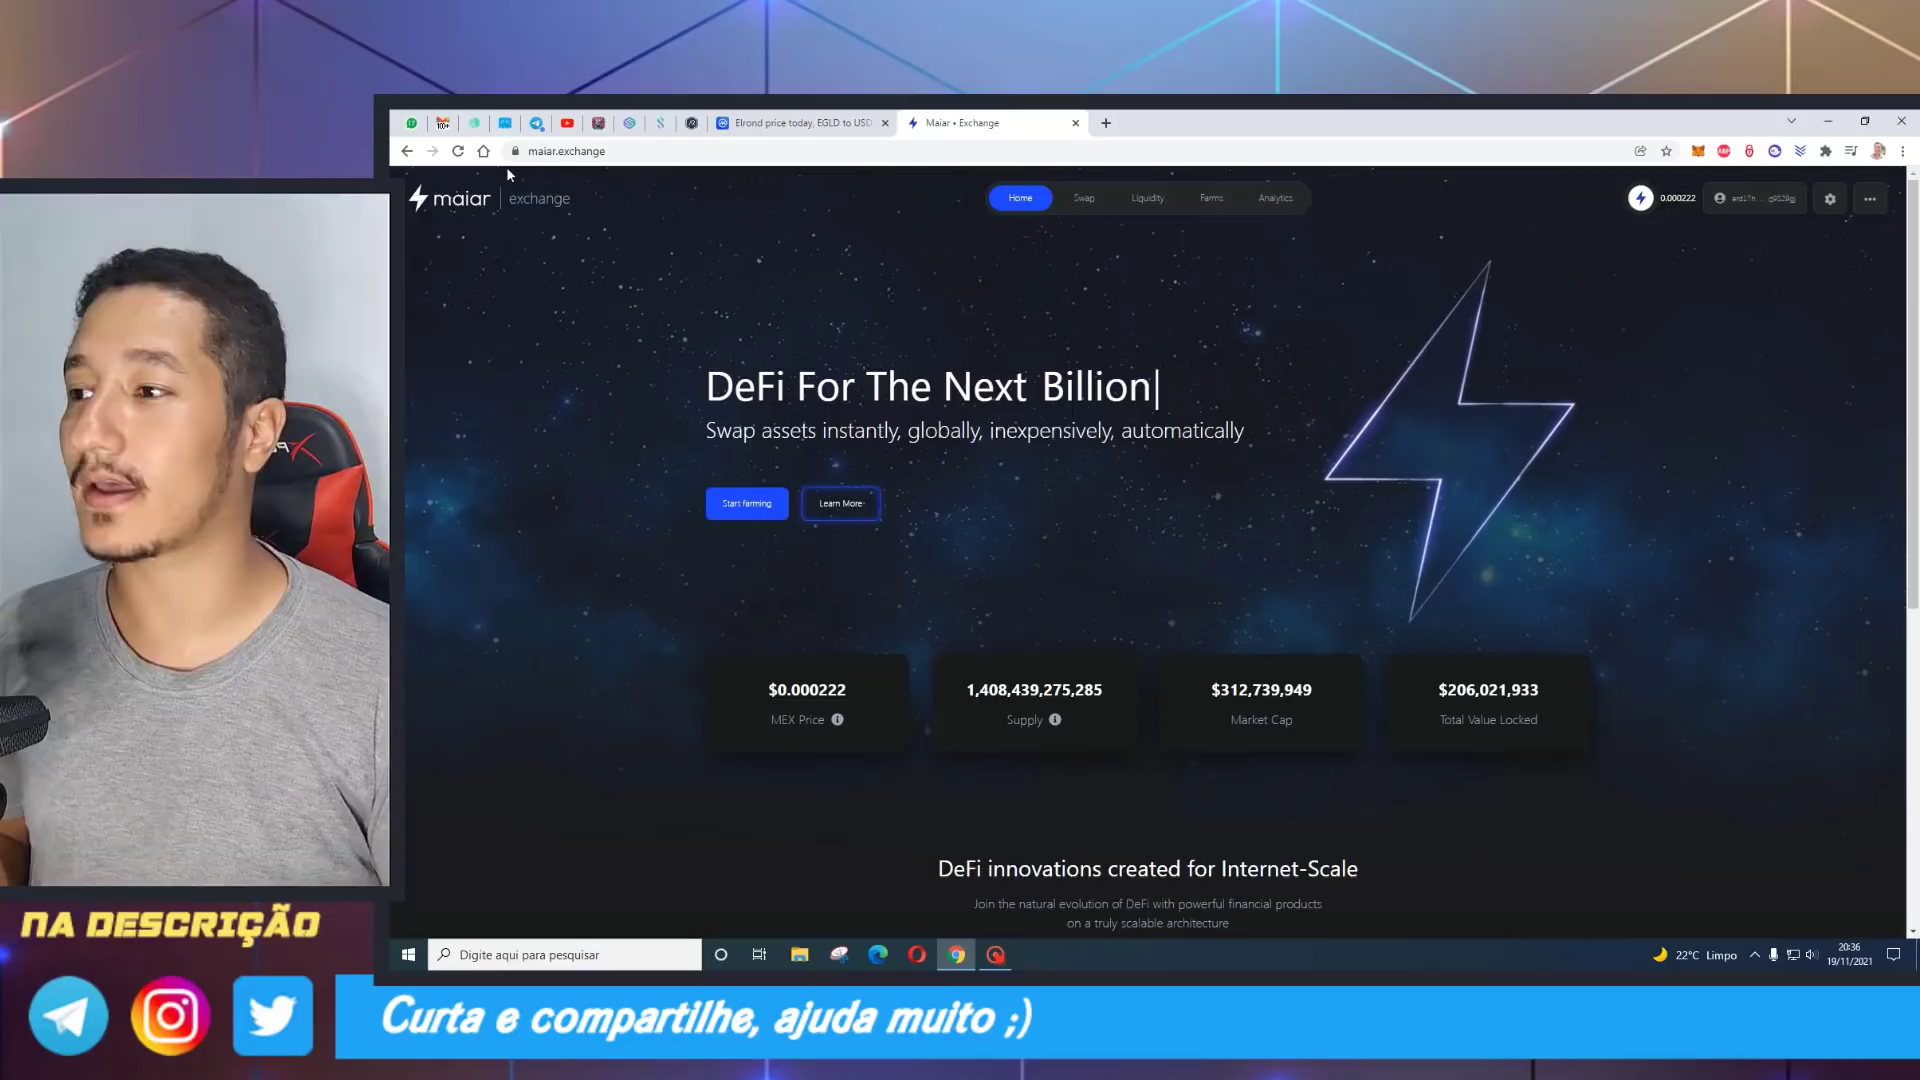 Elrond price today, EGLD to USD
Maiar • Exchange
maiar.exchange
maiar exchange
Home
Swap
Liquidity
Farms
Analytics
0.000222
DeFi For The Next Billion
Swap assets instantly, globally, inexpensively, automatically
Start farming
Learn More
$0.000222
MEX Price
1,408,439,275,285
Supply
$312,739,949
Market Cap
$206,021,933
Total Value Locked
DeFi innovations created for Internet-Scale
Join the natural evolution of DeFi with powerful financial products
on a truly scalable architecture
NA DESCRIÇÃO
Digite aqui para pesquisar
22°C Limpo
20:36
19/11/2021
Curta e compartilhe, ajuda muito ;)